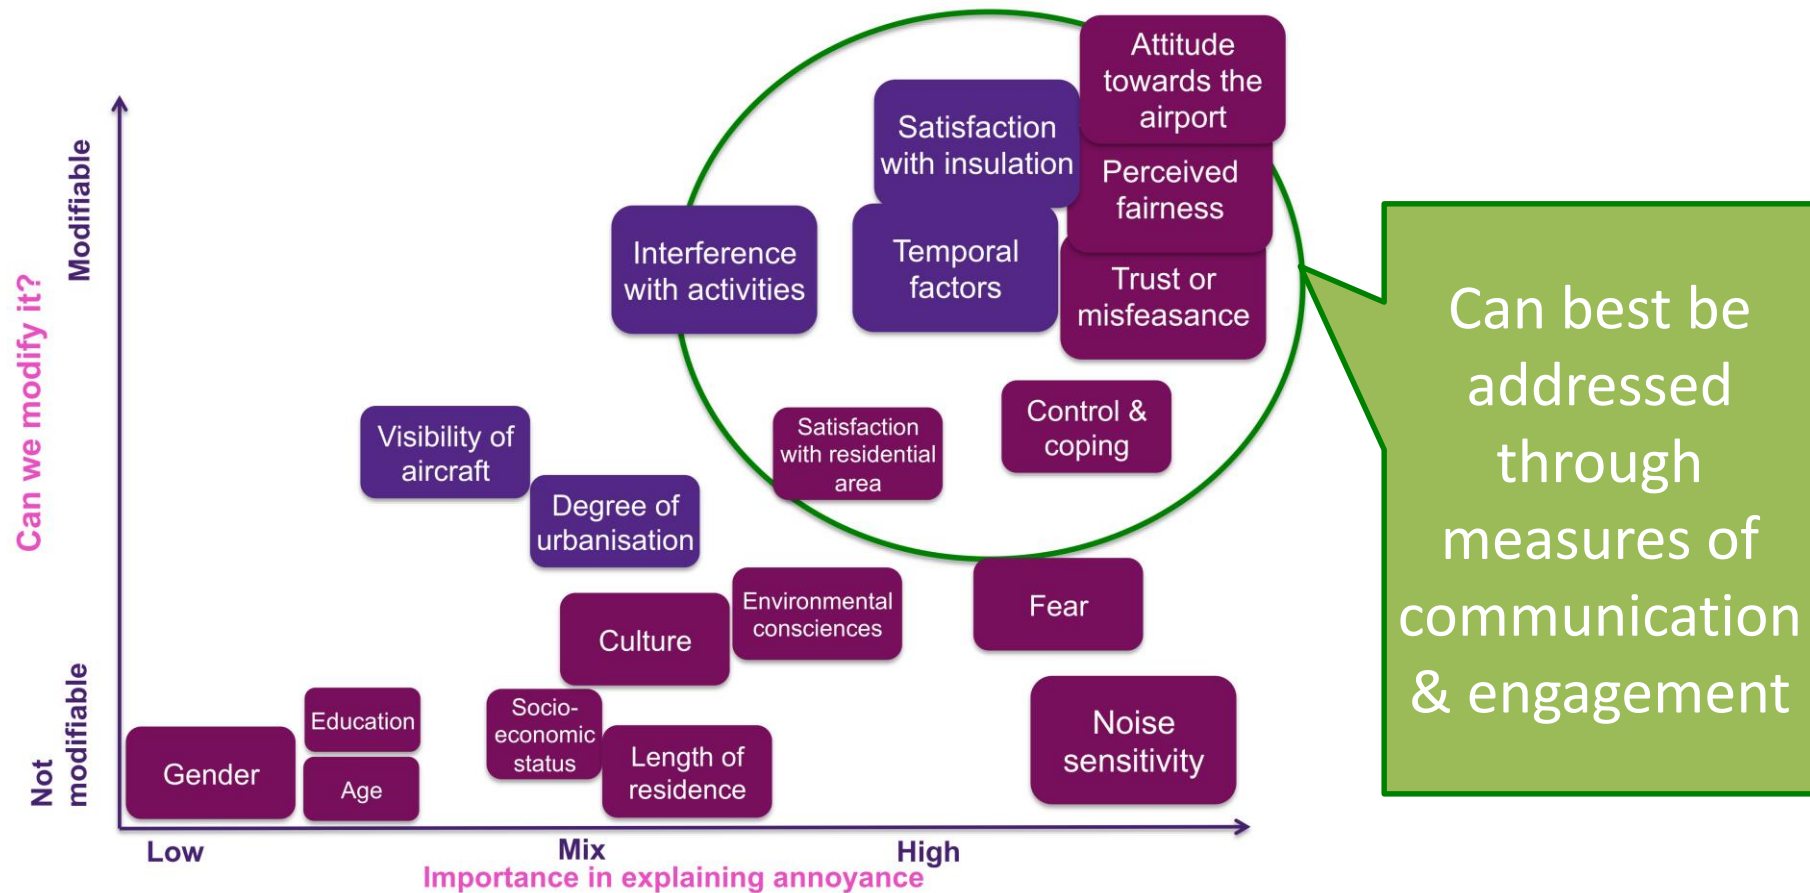 Attitude
towards the
airport
Satisfaction
with insulation
Perceived
fairness
Interference
with activities
Temporal
factors
Trust or
misfeasance
Control &
coping
Satisfaction
with residential
area
Visibility of
aircraft
Degree of
urbanisation
Environmental
consciences
Fear
Culture
Noise
sensitivity
Socio-
economic
status
Length of
residence
Education
Age
Gender
Can we modify it?
Modifiable
Not
modifiable
Low
Mix
High
Importance in explaining annoyance
Can best be
addressed
through
measures of
communication
& engagement